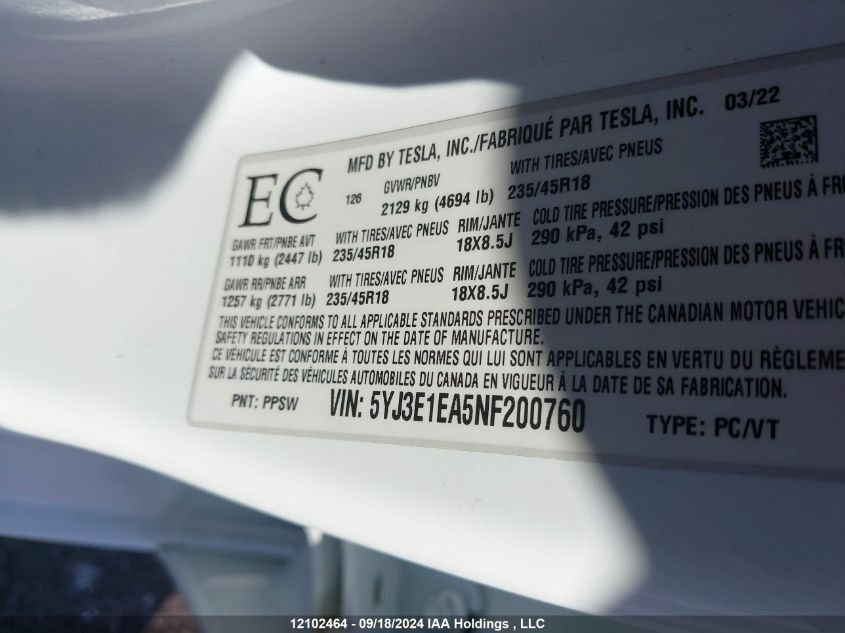 MFD BY TESLA, INC./FABRIQUÉ PAR TESLA, INC. 03/22
EC
126
GVWR/PNBV
2129 kg (4694 lb)
WITH TIRES/AVEC PNEUS
235/45R18
GAWR FRT/PNBE AVT
1110 kg (2447 lb)
WITH TIRES/AVEC PNEUS
235/45R18
RIM/JANTE
18X8.5J
COLD TIRE PRESSURE/PRESSION DES PNEUS À FR
290 kPa, 42 psi
GAWR RR/PNBE ARR
1257 kg (2771 lb)
WITH TIRES/AVEC PNEUS
235/45R18
RIM/JANTE
18X8.5J
COLD TIRE PRESSURE/PRESSION DES PNEUS À FR
290 kPa, 42 psi
THIS VEHICLE CONFORMS TO ALL APPLICABLE STANDARDS PRESCRIBED UNDER THE CANADIAN MOTOR VEHIC
SAFETY REGULATIONS IN EFFECT ON THE DATE OF MANUFACTURE.
CE VÉHICULE EST CONFORME À TOUTES LES NORMES QUI LUI SONT APPLICABLES EN VERTU DU RÈGLEME
SUR LA SÉCURITÉ DES VÉHICULES AUTOMOBILES DU CANADA EN VIGUEUR À LA DATE DE SA FABRICATION.
PNT: PPSW VIN: 5YJ3E1EA5NF200760 TYPE: PC/VT
12102464 - 09/18/2024 IAA Holdings , LLC